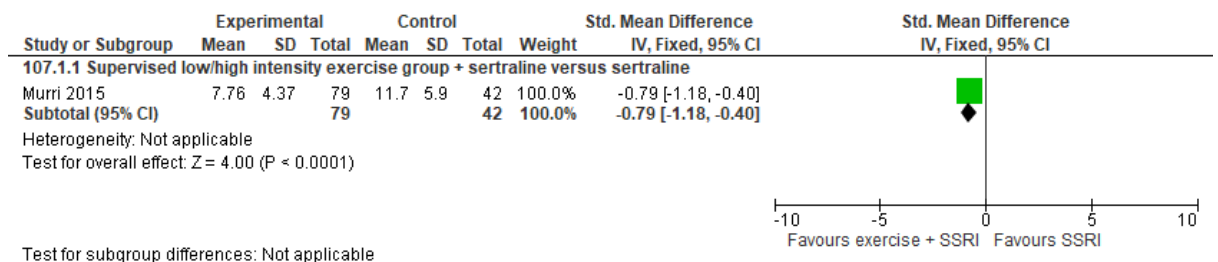 Experimental Control Std. Mean Difference Std. Mean Difference
Study or Subgroup Mean SD Total Mean SD Total Weight IV, Fixed, 95% CI IV, Fixed, 95% CI
107.1.1 Supervised low/high intensity exercise group + sertraline versus sertraline
Murri 2015 7.76 4.37 79 11.7 5.9 42 100.0% -0.79 [-1.18, -0.40]
Subtotal (95% CI) 79 42 100.0% -0.79 [-1.18, -0.40]
Heterogeneity: Not applicable
Test for overall effect: Z = 4.00 (P < 0.0001)
-10 -5 0 5 10
Favours exercise + SSRI Favours SSRI
Test for subgroup differences: Not applicable